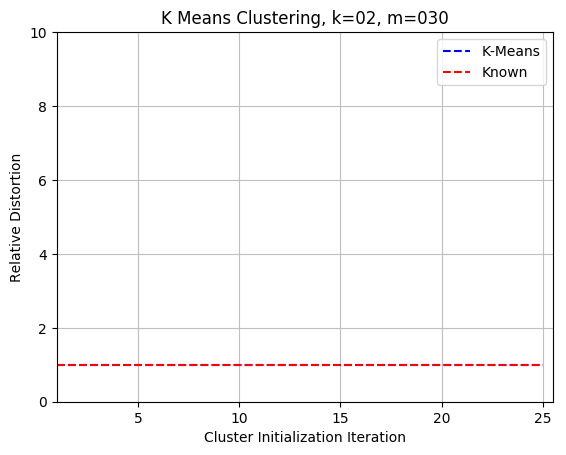 K Means Clustering, k=02, m=030
K-Means
Known
10
8
6
4
2
0
Relative Distortion
5 10 15 20 25
Cluster Initialization Iteration